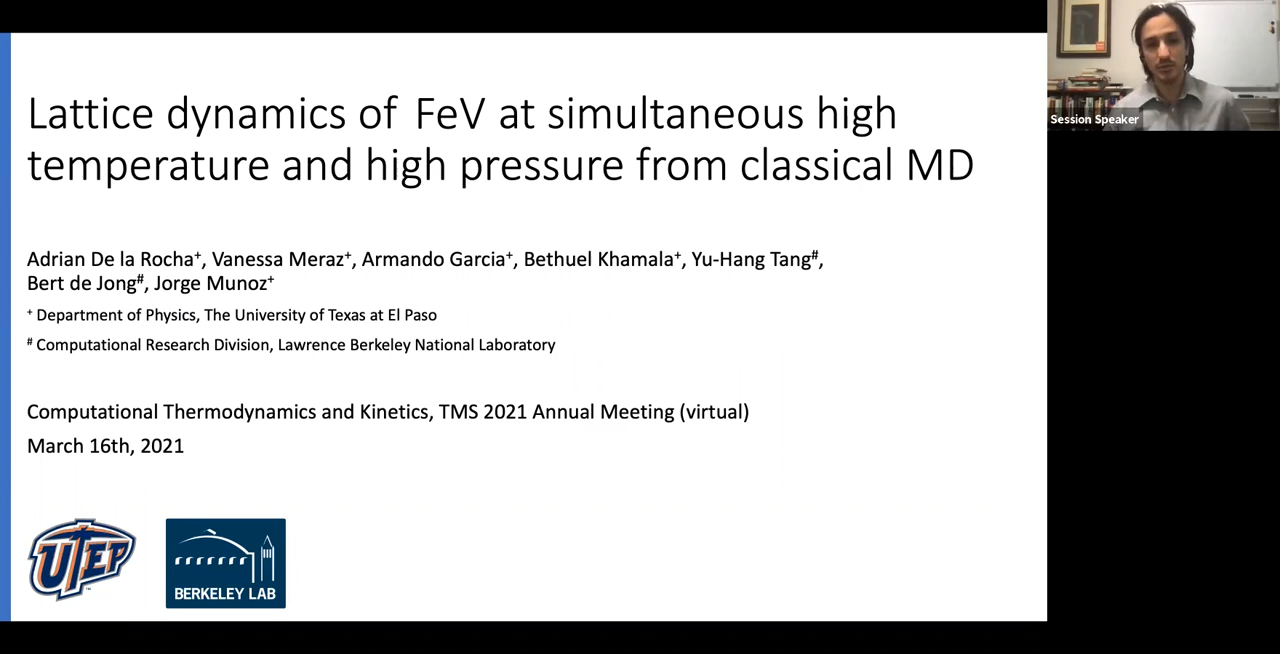 Lattice dynamics of FeV at simultaneous high
temperature and high pressure from classical MD
Adrian De la Rocha⁺, Vanessa Meraz⁺, Armando Garcia⁺, Bethuel Khamala⁺, Yu-Hang Tang#,
Bert de Jong#, Jorge Munoz⁺
⁺ Department of Physics, The University of Texas at El Paso
# Computational Research Division, Lawrence Berkeley National Laboratory
Computational Thermodynamics and Kinetics, TMS 2021 Annual Meeting (virtual)
March 16th, 2021
UTEP
BERKELEY LAB
Session Speaker